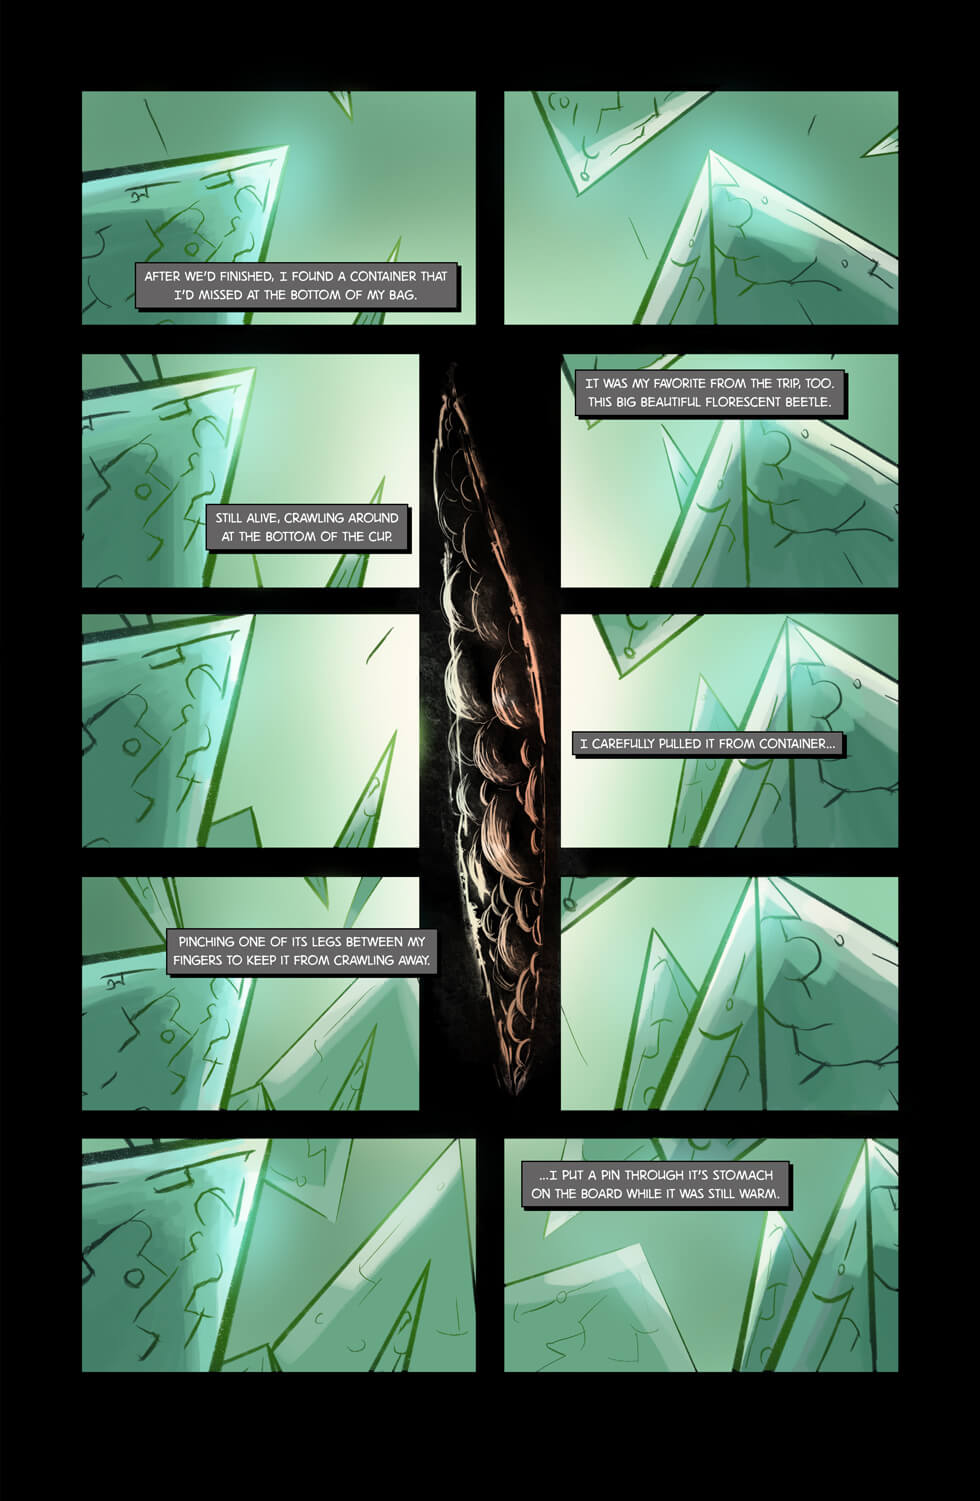 AFTER WE'D FINISHED, I FOUND A CONTAINER THAT
I'D MISSED AT THE BOTTOM OF MY BAG.
IT WAS MY FAVORITE FROM THE TRIP, TOO.
THIS BIG BEAUTIFUL FLORESCENT BEETLE.
STILL ALIVE, CRAWLING AROUND
AT THE BOTTOM OF THE CUP.
I CAREFULLY PULLED IT FROM CONTAINER...
PINCHING ONE OF ITS LEGS BETWEEN MY
FINGERS TO KEEP IT FROM CRAWLING AWAY.
...I PUT A PIN THROUGH IT'S STOMACH
ON THE BOARD WHILE IT WAS STILL WARM.